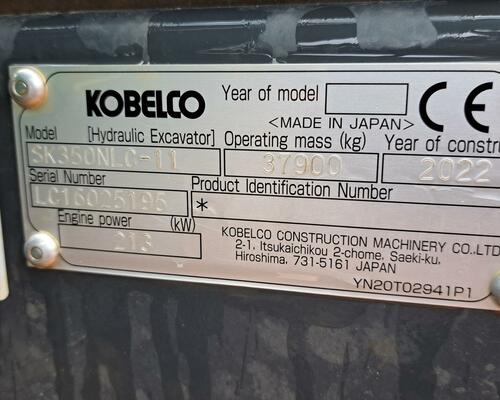 KOBELCO Year of model CE
<MADE IN JAPAN>
Model [Hydraulic Excavator] Operating mass (kg) Year of constru
SK350NLC-11 37900 2022
Serial Number Product Identification Number
LC16025195 *
Engine power (kW)
213
KOBELCO CONSTRUCTION MACHINERY CO.,LTD
2-1, Itsukaichikou 2-chome, Saeki-ku,
Hiroshima, 731-5161 JAPAN
YN20T02941P1